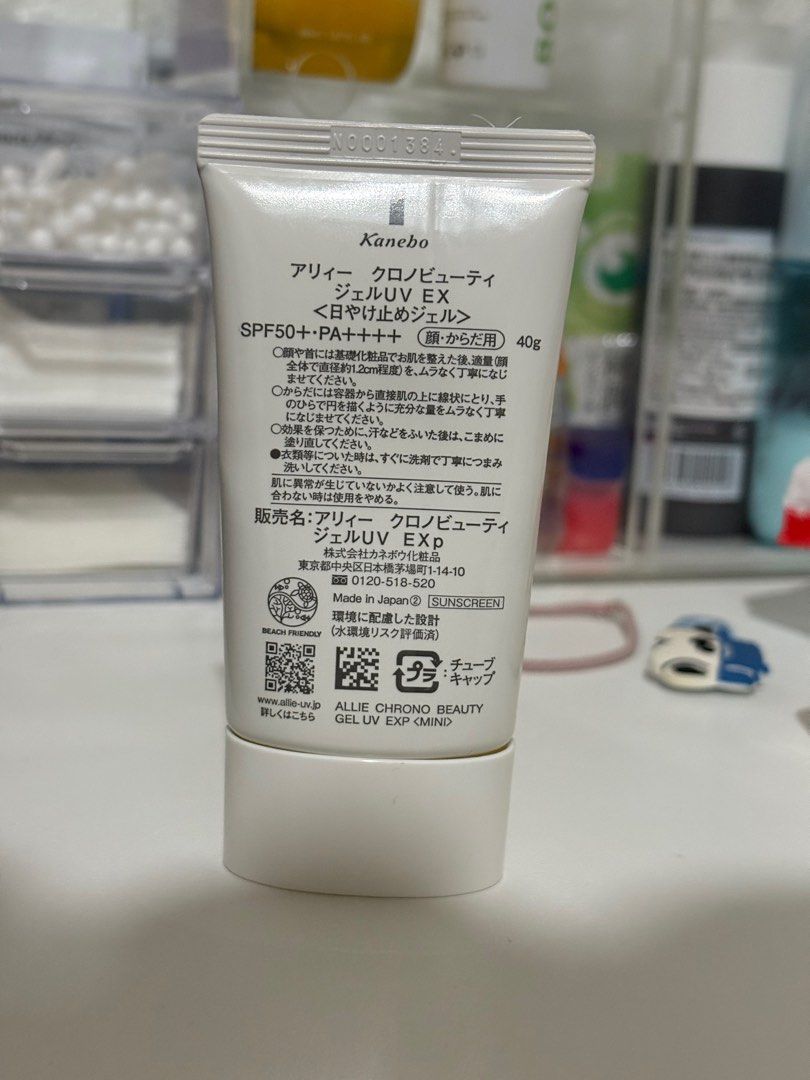 N0001384.
Kanebo
アリィー クロノビューティ
ジェルUV EX
<日やけ止めジェル>
SPF50+・PA++++ 顔・からだ用 40g
○顔や首には基礎化粧品でお肌を整えた後、適量(顔
全体で直径約1.2cm程度)を、ムラなく丁寧になじ
ませてください。
○からだには容器から直接肌の上に線状にとり、手
のひらで円を描くように充分な量をムラなく丁寧
になじませてください。
○効果を保つために、汗などをふいた後は、こまめに
塗り直してください。
●衣類等についた時は、すぐに洗剤で丁寧につまみ
洗いしてください。
肌に異常が生じていないかよく注意して使う。肌に
合わない時は使用をやめる。
販売名:アリィー クロノビューティ
ジェルUV EXp
株式会社カネボウ化粧品
東京都中央区日本橋茅場町1-14-10
0120-518-520
Made in Japan② SUNSCREEN
BEACH FRIENDLY
環境に配慮した設計
(水環境リスク評価済)
www.allie-uv.jp
詳しくはこちら
プラ:チューブ
キャップ
ALLIE CHRONO BEAUTY
GEL UV EXP <MINI>